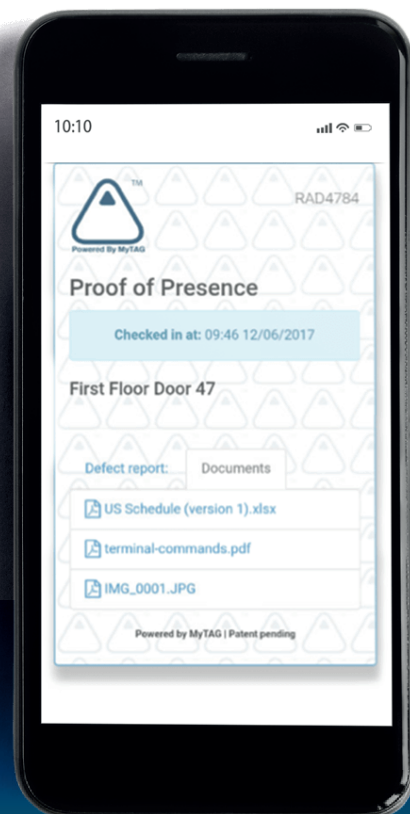 10:10
TM
RAD4784
Powered By MyTAG
Proof of Presence
Checked in at: 09:46 12/06/2017
First Floor Door 47
Defect report: Documents
US Schedule (version 1).xlsx
terminal-commands.pdf
IMG_0001.JPG
Powered by MyTAG | Patent pending